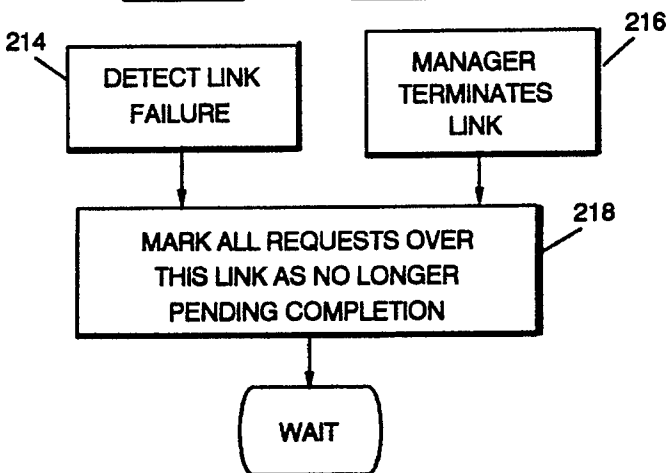 214
DETECT LINK
FAILURE
216
MANAGER
TERMINATES
LINK
218
MARK ALL REQUESTS OVER
THIS LINK AS NO LONGER
PENDING COMPLETION
WAIT